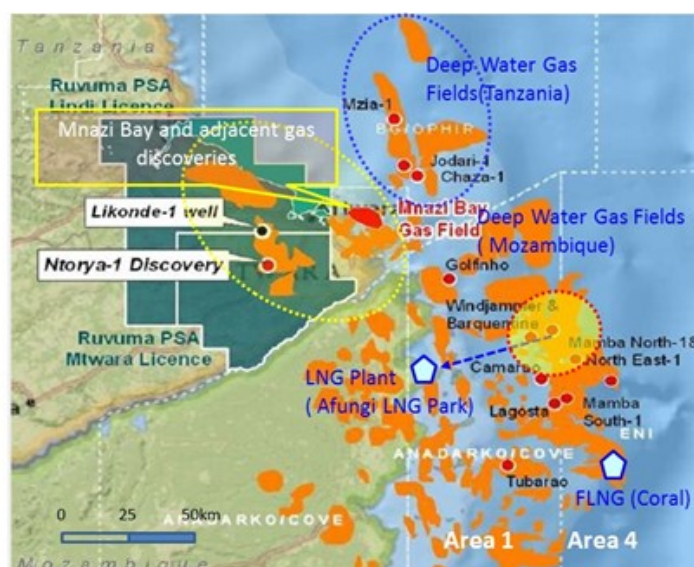 Tanzania
Ruvuma PSA
Lindi Licence
Deep Water Gas
Fields(Tanzania)
Mzia-1
BG/OPHIR
Mnazi Bay and adjacent gas
discoveries
Jodari-1
Chaza-1
Likonde-1 well
Mnazi Bay
Gas Field
Deep Water Gas Fields
( Mozambique)
Ntorya-1 Discovery
Golfinho
Windjammer &
Barquentine
Ruvuma PSA
Mtwara Licence
Mamba North-18
North East-1
LNG Plant
( Afungi LNG Park)
Camarao
Lagosta
Mamba
South-1
ENI
ANADARKO/COVE
Tubarao
FLNG (Coral)
0 25 50km
ANADARKO/COVE
Area 1
Area 4
Mozambique